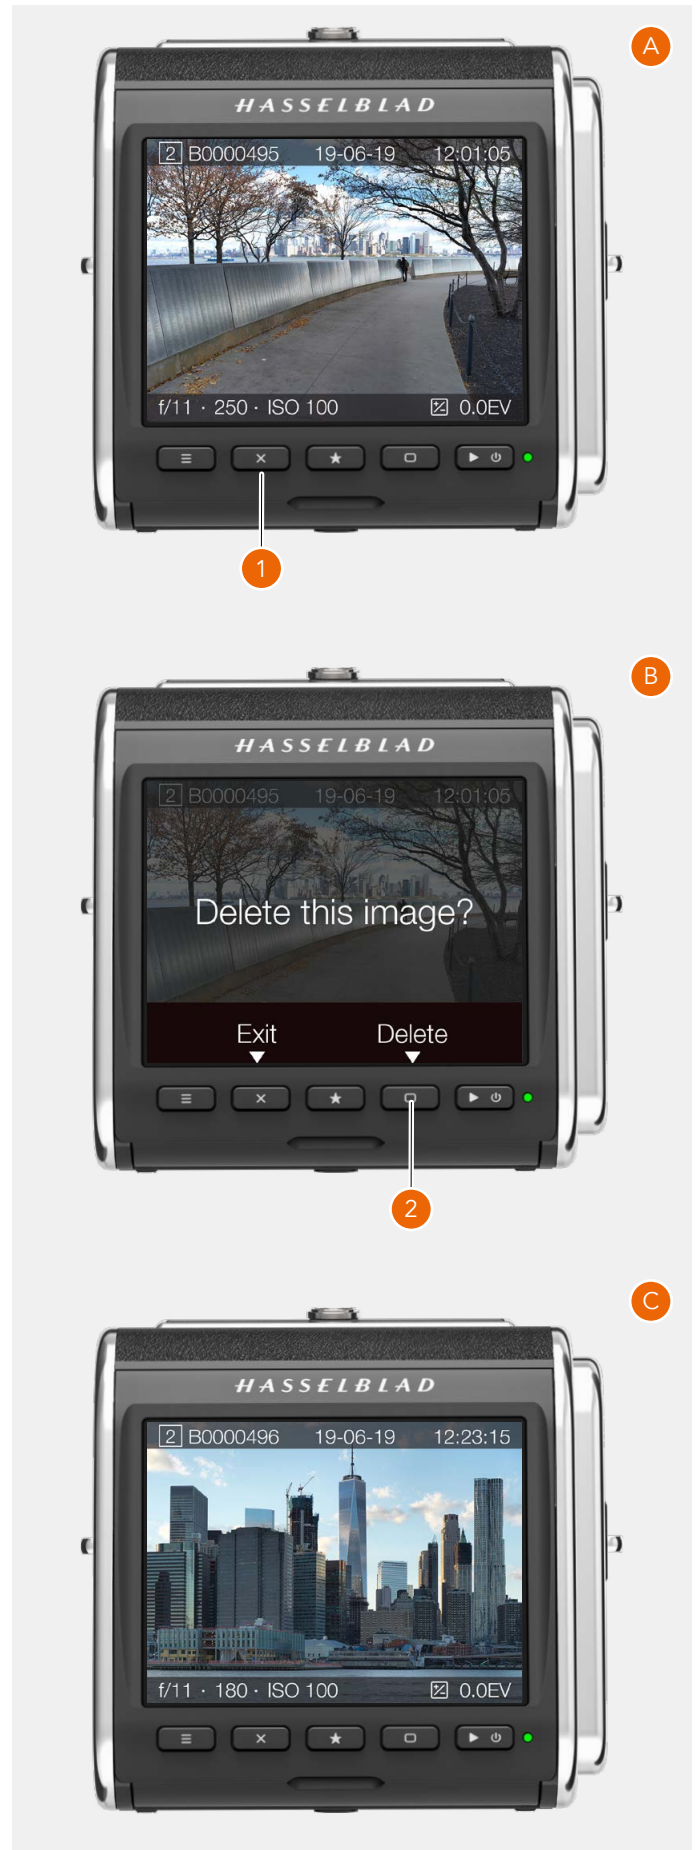 A
HASSELBLAD
2 B0000495 19-06-19 12:01:05
f/11 · 250 · ISO 100 0.0EV
1
B
HASSELBLAD
2 B0000495 19-06-19 12:01:05
Delete this image?
Exit Delete
2
C
HASSELBLAD
2 B0000496 19-06-19 12:23:15
f/11 · 180 · ISO 100 0.0EV